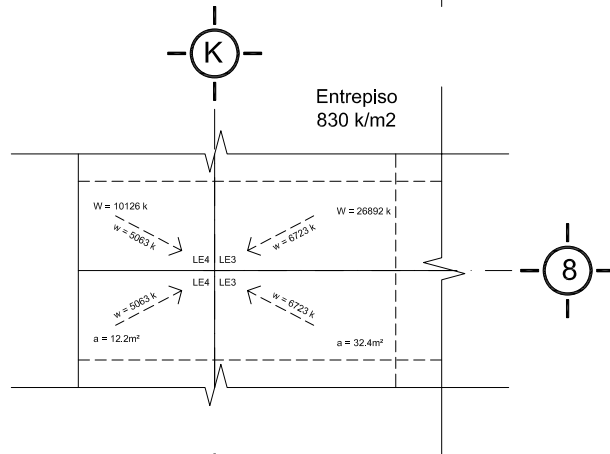 K
Entrepiso
830 k/m2
W = 10126 k
W = 26892 k
w = 5063 k
w = 6723 k
LE4
LE3
8
LE4
LE3
w = 5063 k
w = 6723 k
a = 12.2m²
a = 32.4m²